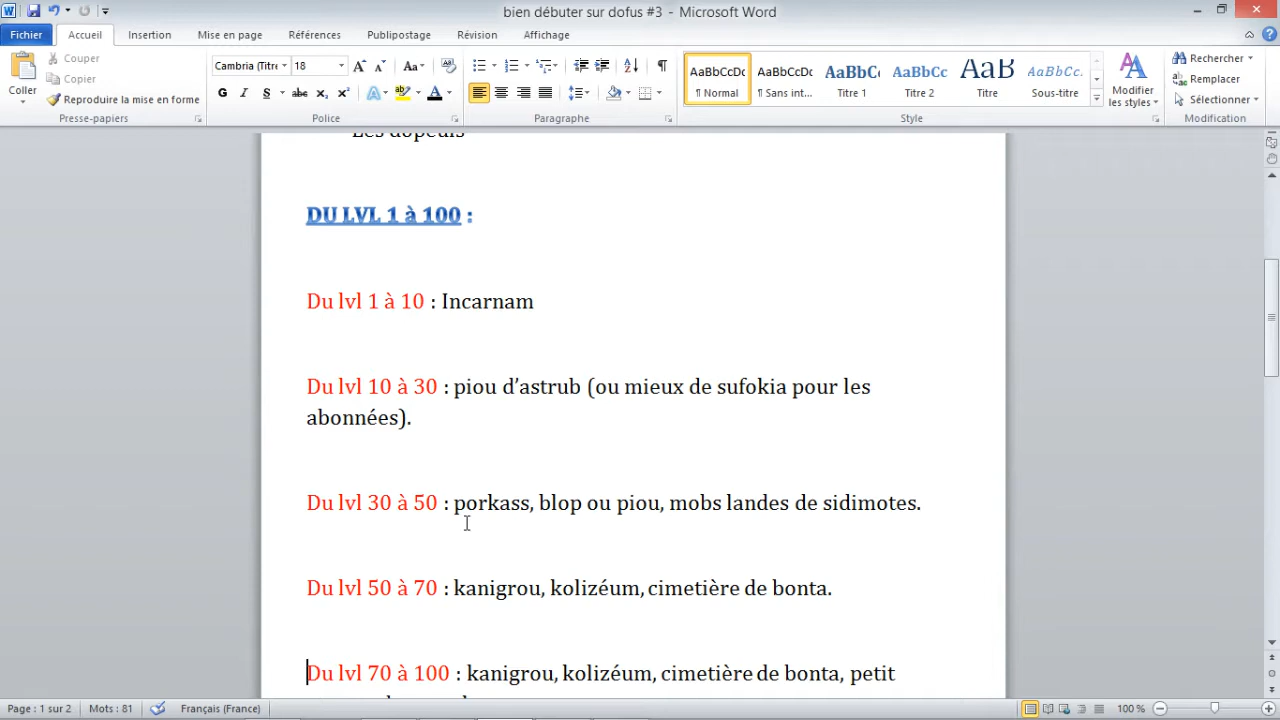 bien débuter sur dofus #3 - Microsoft Word
Fichier Accueil Insertion Mise en page Références Publipostage Révision Affichage
Coller
Couper
Copier
Reproduire la mise en forme
Presse-papiers
Cambria (Titre 18
Aa
G I S abc x₂ x²
Police
Paragraphe
AaBbCcDc AaBbCcDc AaBbC AaBbCc AaB AaBbCc.
¶ Normal ¶ Sans int... Titre 1 Titre 2 Titre Sous-titre
Style
Modifier
les styles
Rechercher
Remplacer
Sélectionner
Modification
Les dopeuls
DU LVL 1 à 100 :
Du lvl 1 à 10 : Incarnam
Du lvl 10 à 30 : piou d’astrub (ou mieux de sufokia pour les
abonnées).
Du lvl 30 à 50 : porkass, blop ou piou, mobs landes de sidimotes.
Du lvl 50 à 70 : kanigrou, kolizéum, cimetière de bonta.
Du lvl 70 à 100 : kanigrou, kolizéum, cimetière de bonta, petit
Page : 1 sur 2 Mots : 81 Français (France) 100 %